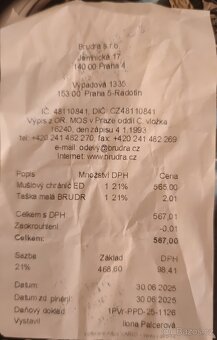 Brudra s.r.o.
Jemnická 17
140 00 Praha 4
Výpadová 1335
153 00 Praha 5-Radotín
IČ: 48110841, DIČ: CZ48110841
Výpis z OR, MOS v Praze oddíl C, vložka
16240, den zápisu 4.1.1993
Tel: +420 241 482 270, fax: +420 241 482 269
e-mail: odevy@brudra.cz
Internet: www.brudra.cz
Popis Množství DPH Cena
Mušlový chránič ED 1 21% 565,00
Taška malá BRUDR 1 21% 2,01
Celkem s DPH 567,01
Zaokrouhlení -0,01
Celkem: 567,00
Sazba Základ DPH
21% 468,60 98,41
Datum 30.06.2025
Datum zd.plnění 30.06.2025
Daňový doklad 1PVr-PPD-25-1126
Vystavil Ilona Palcerová